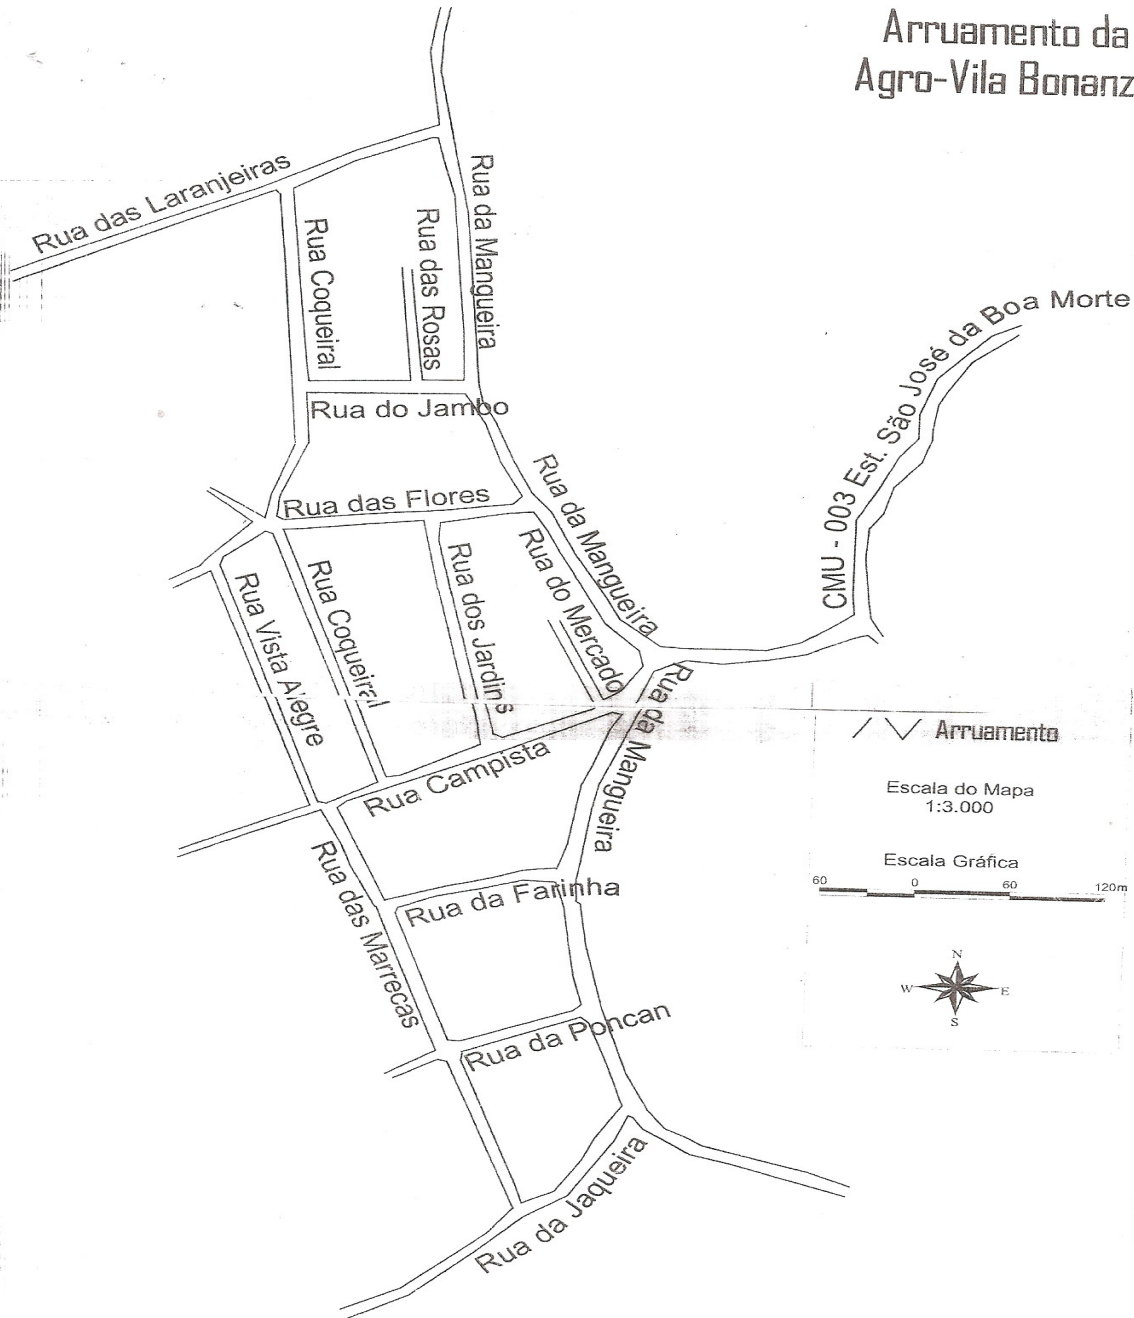 Arruamento da
Agro-Vila Bonanz
Rua das Laranjeiras
Rua Coqueiral
Rua das Rosas
Rua da Mangueira
Rua do Jambo
CMU - 003 Est. São José da Boa Morte
Rua das Flores
Rua da Mangueira
Rua Vista Alegre
Rua Coqueiral
Rua dos Jardins
Rua do Mercado
Rua da Mangueira
Rua Campista
Arruamento
Escala do Mapa
1:3.000
Escala Gráfica
60 0 60 120m
Rua das Marrecas
Rua da Farinha
N
W E
S
Rua da Poncan
Rua da Jaqueira